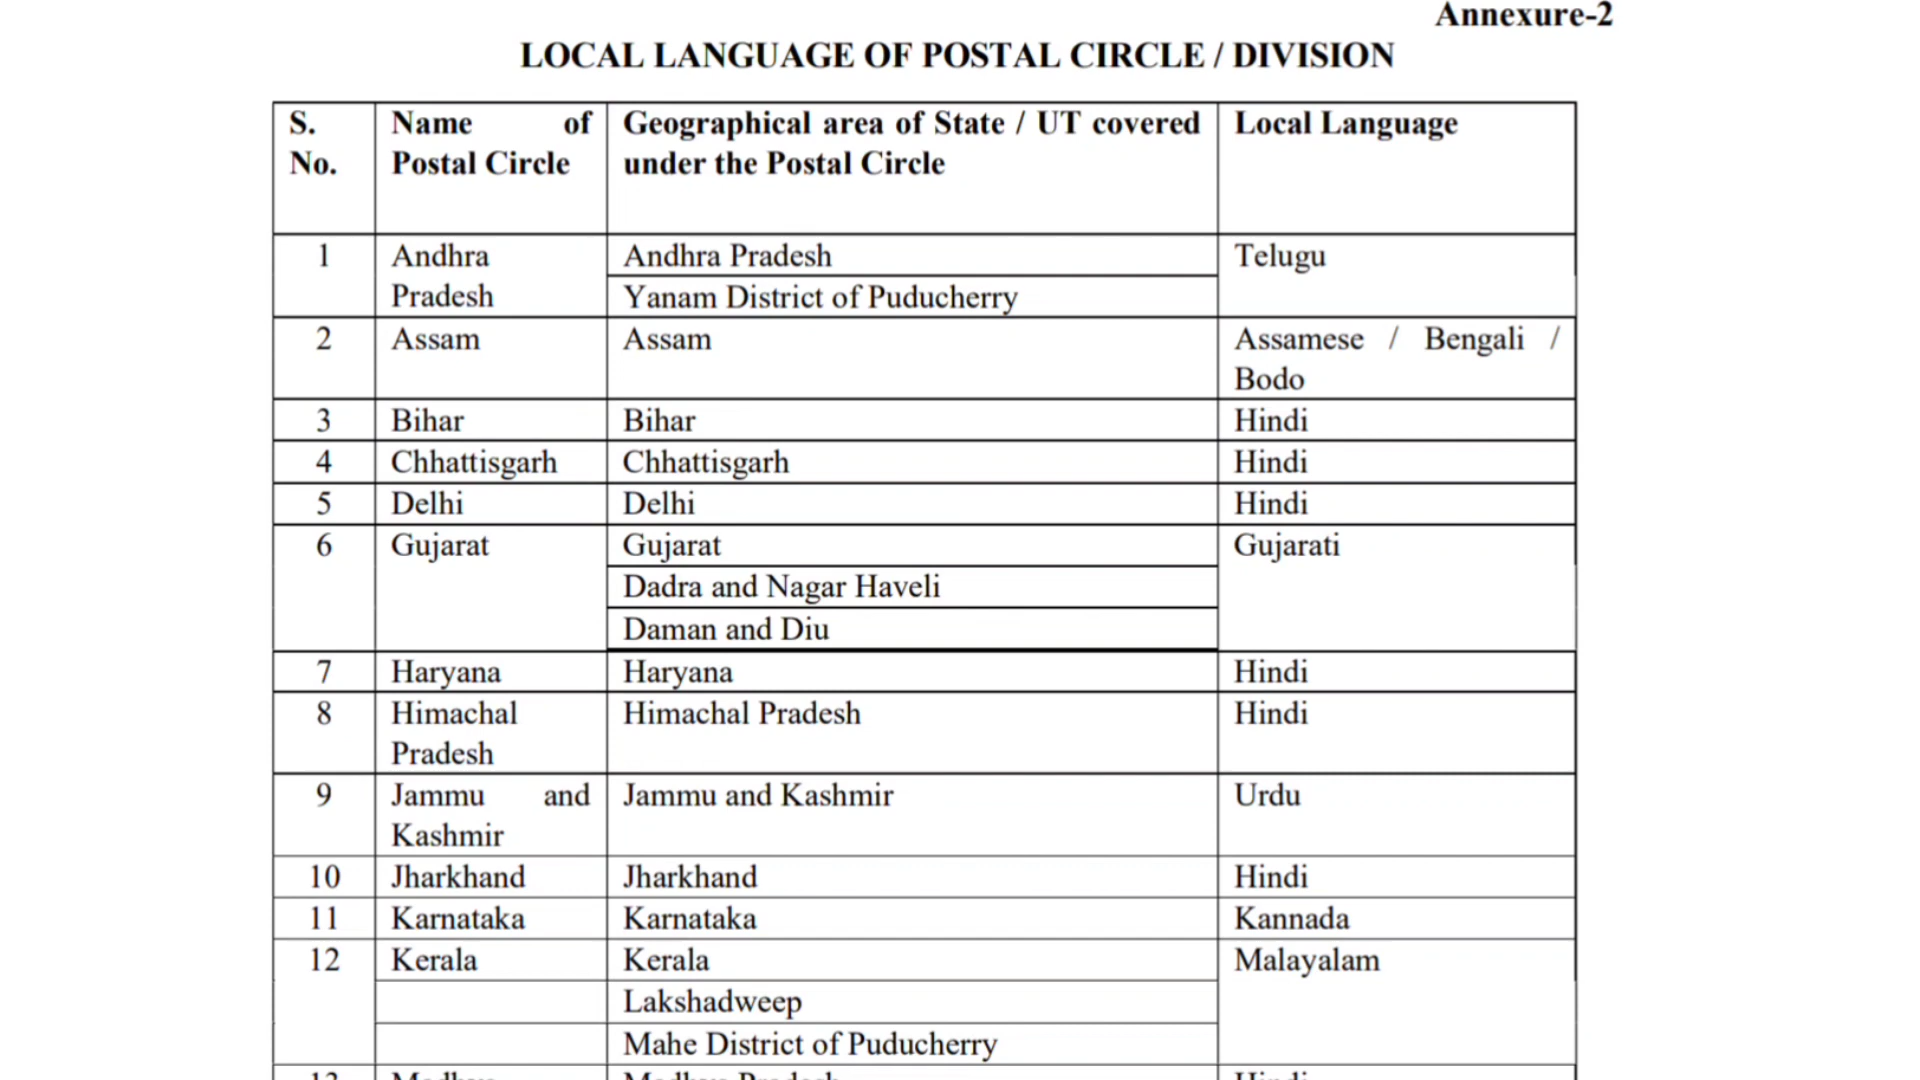 Annexure-2
LOCAL LANGUAGE OF POSTAL CIRCLE / DIVISION
S. No. Name of Postal Circle Geographical area of State / UT covered under the Postal Circle Local Language
1 Andhra Pradesh Andhra Pradesh Telugu
Yanam District of Puducherry
2 Assam Assam Assamese / Bengali / Bodo
3 Bihar Bihar Hindi
4 Chhattisgarh Chhattisgarh Hindi
5 Delhi Delhi Hindi
6 Gujarat Gujarat Gujarati
Dadra and Nagar Haveli
Daman and Diu
7 Haryana Haryana Hindi
8 Himachal Pradesh Himachal Pradesh Hindi
9 Jammu and Kashmir Jammu and Kashmir Urdu
10 Jharkhand Jharkhand Hindi
11 Karnataka Karnataka Kannada
12 Kerala Kerala Malayalam
Lakshadweep
Mahe District of Puducherry
13 Madhya Madhya Pradesh Hindi